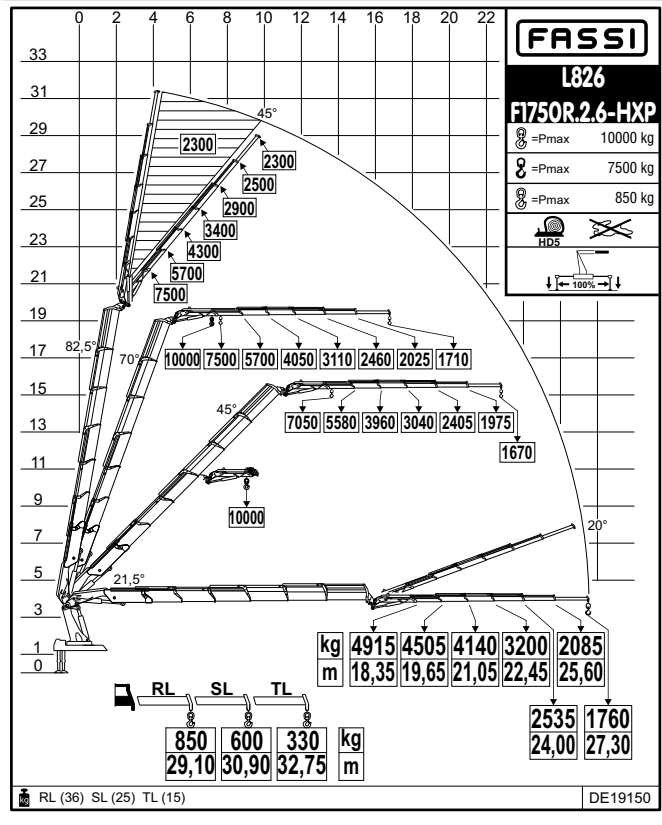 0 2 4 6 8 10 12 14 16 18 20 22
FASSI
L826
F1750R.2.6-HXP
=Pmax 10000 kg
=Pmax 7500 kg
=Pmax 850 kg
HD5
100%
33
31
29
27
25
23
21
19
17
15
13
11
9
7
5
3
1
0
45°
2300
2300
2500
2900
3400
4300
5700
7500
82,5°
70°
10000 7500 5700 4050 3110 2460 2025 1710
45°
7050 5580 3960 3040 2405 1975
1670
10000
20°
21,5°
kg 4915 4505 4140 3200 2085
m 18,35 19,65 21,05 22,45 25,60
2535 1760
24,00 27,30
RL SL TL
850 600 330 kg
29,10 30,90 32,75 m
kg RL (36) SL (25) TL (15)
DE19150